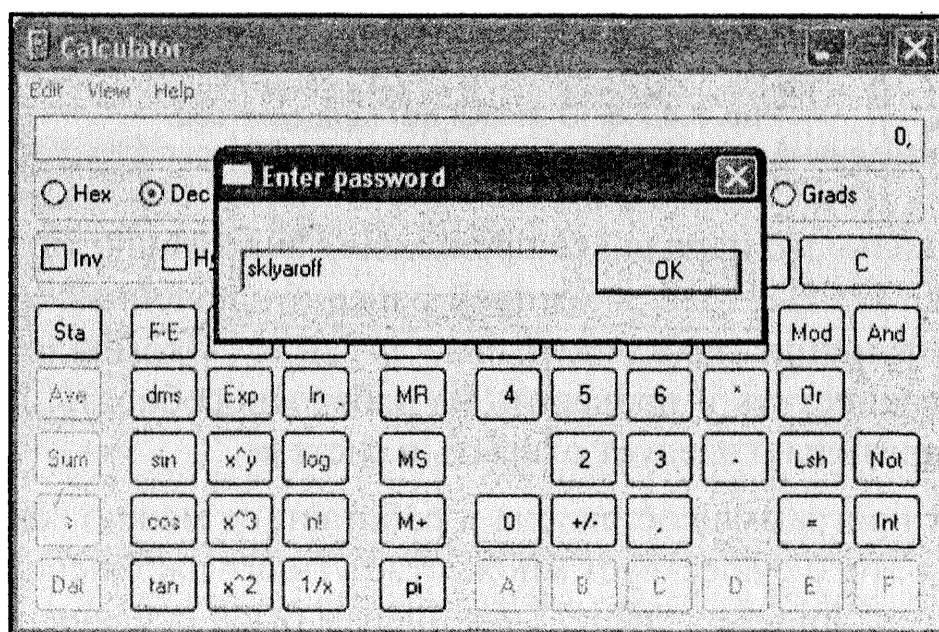 Calculator
Edit View Help
0,
Hex Dec Grads
Enter password
Inv
sklyaroff
OK
C
Sta F-E Mod And
Ave dms Exp ln MR 4 5 6 * Or
Sum sin x^y log MS 2 3 - Lsh Not
s cos x^3 n! M+ 0 +/- , = Int
Dat tan x^2 1/x pi A B C D E F